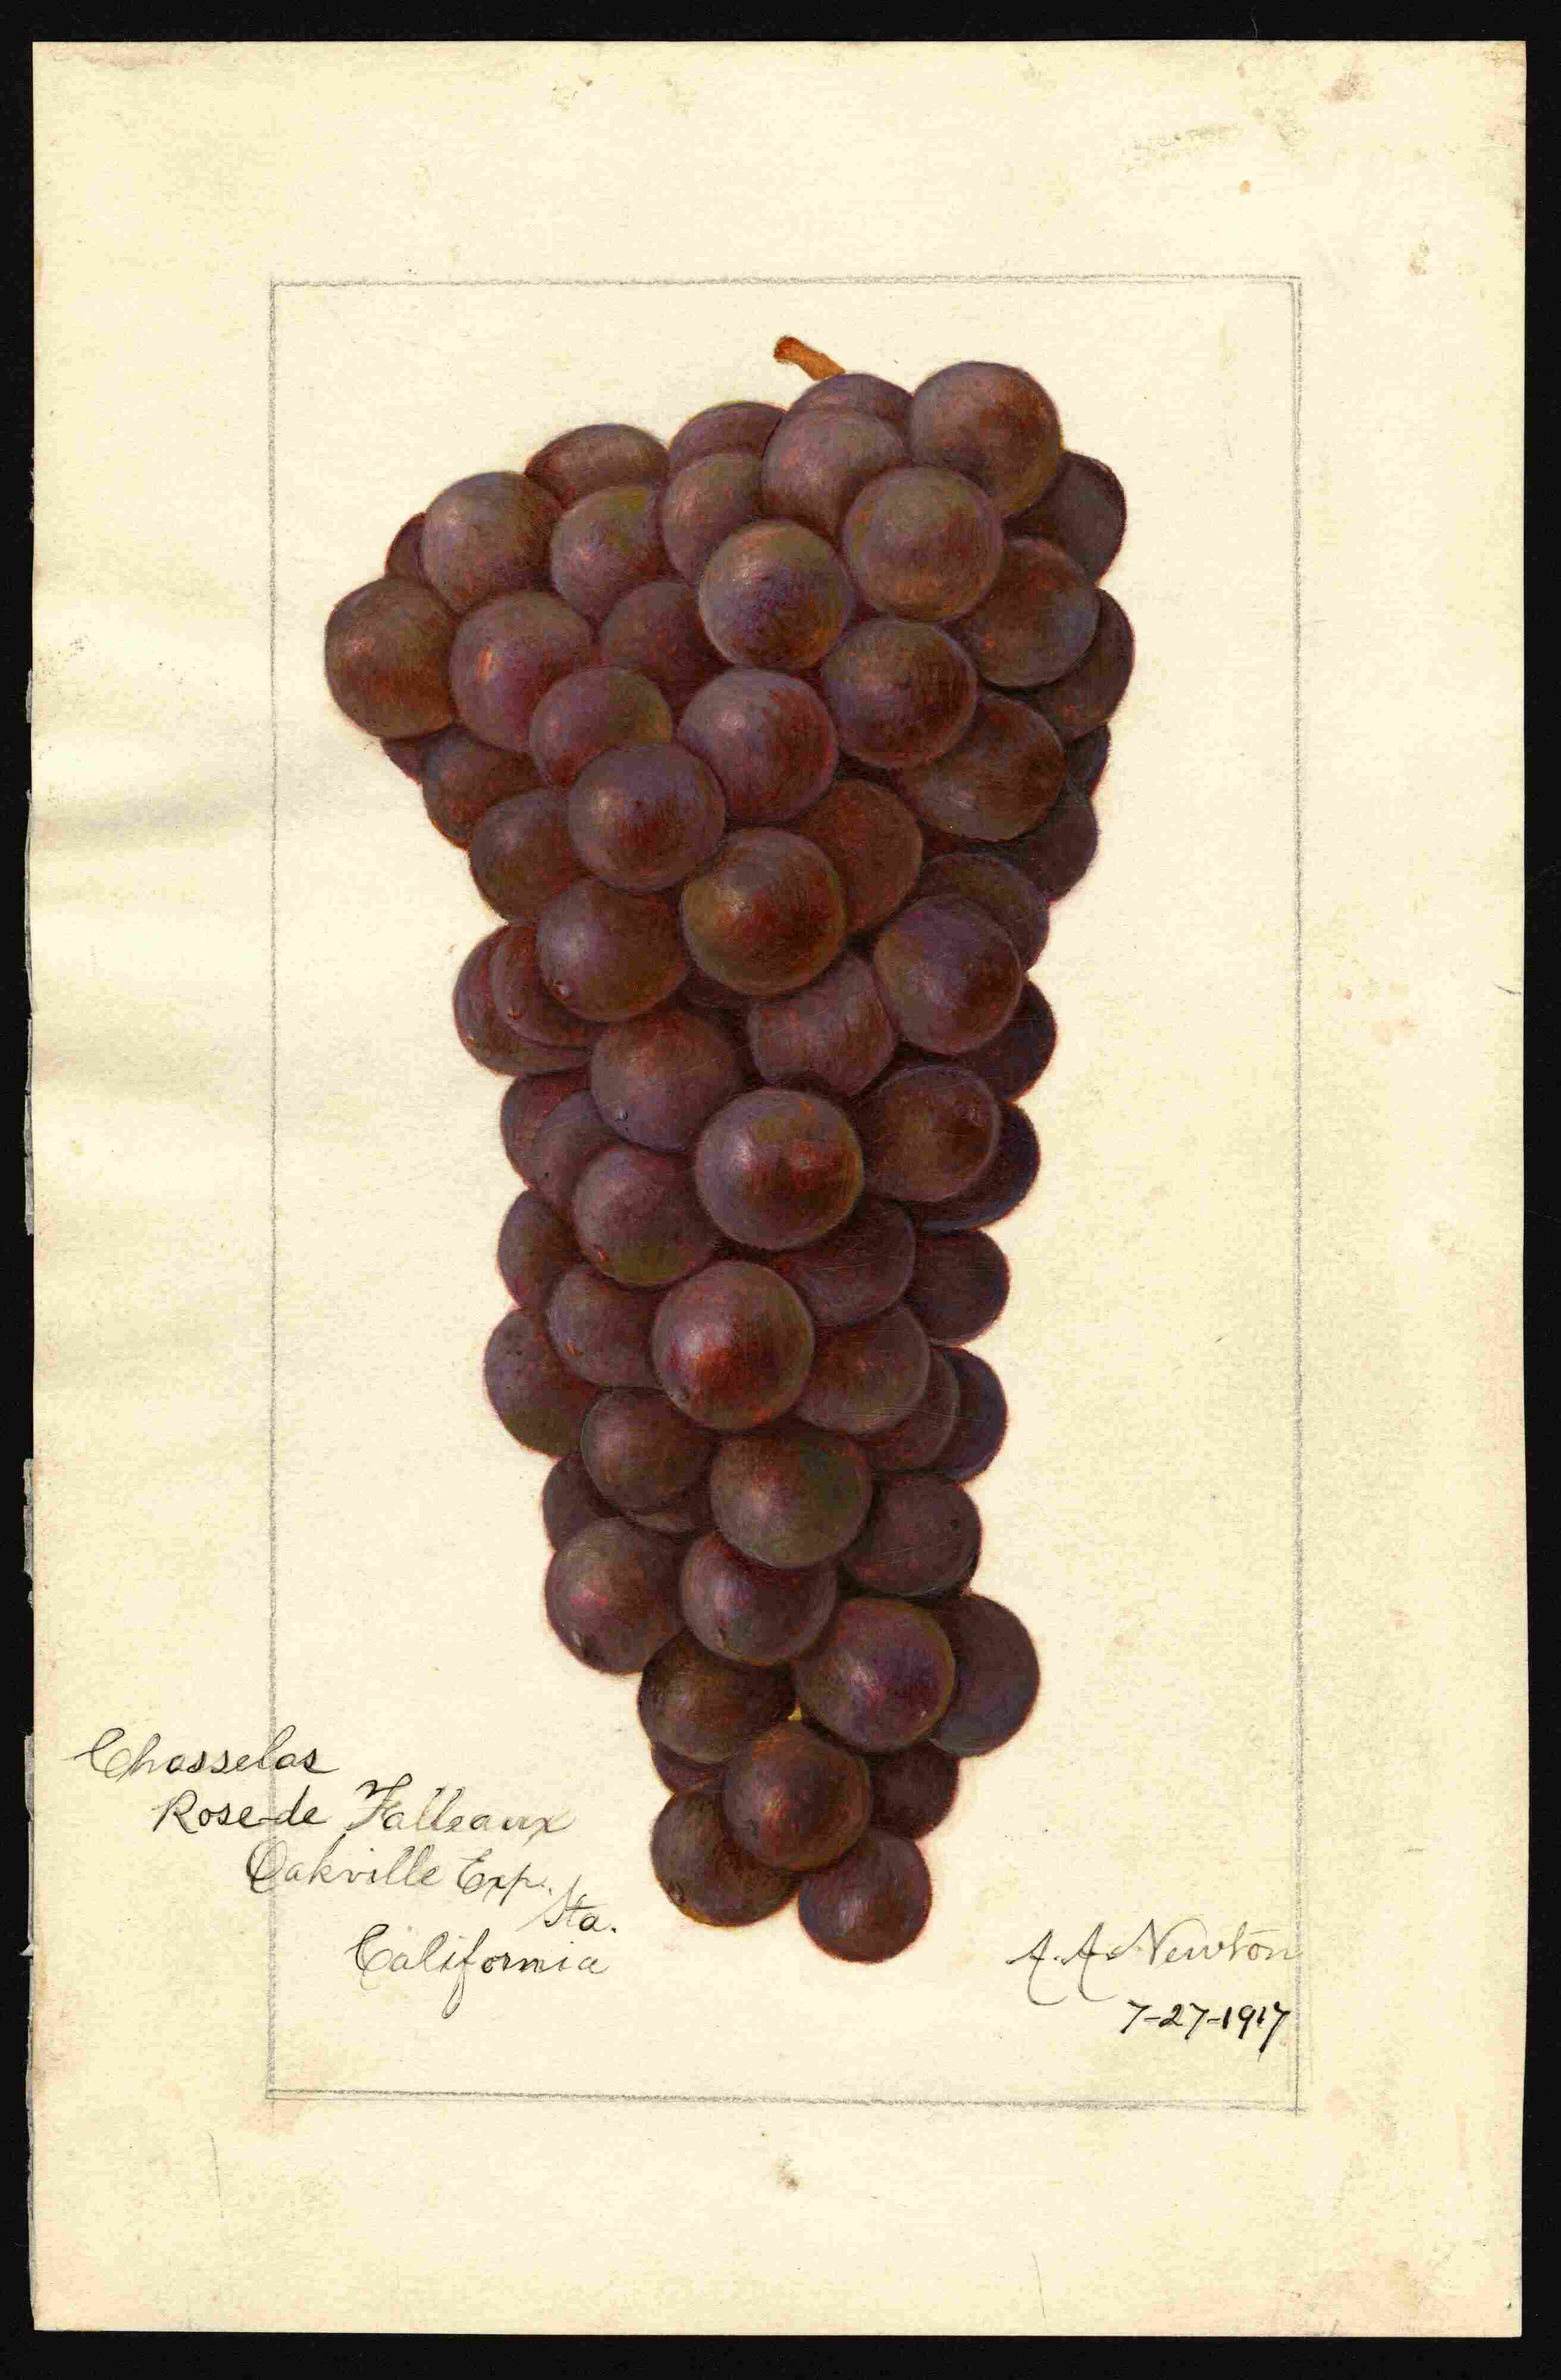 Chasselas
Rose de Falleaux
Oakville Exp.
Sta.
California
A. A. Newton
7-27-1917